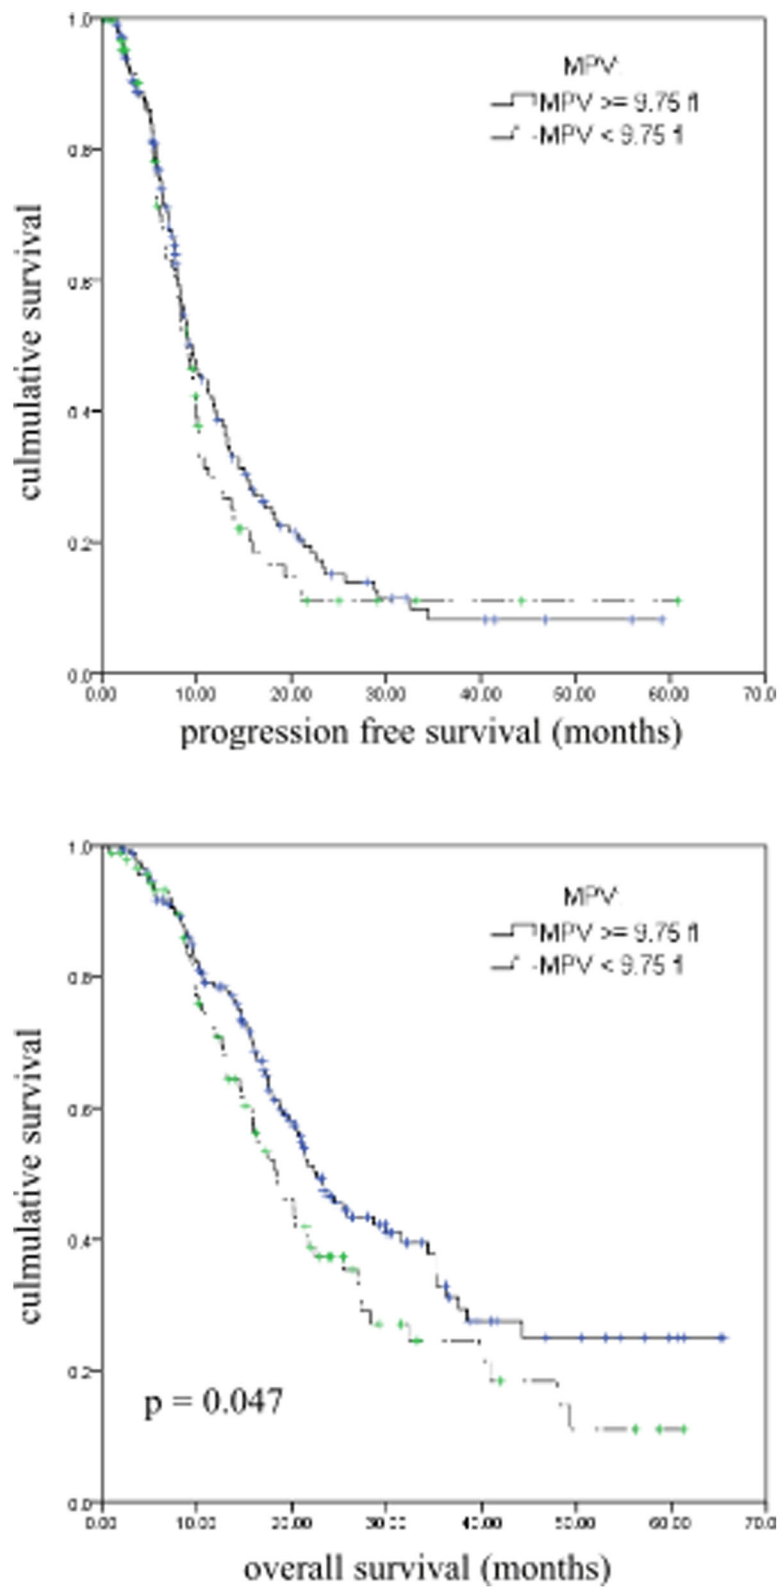 MPV:
MPV >= 9.75 fl
MPV < 9.75 fl
culmulative survival
1.0
0.8
0.6
0.4
0.2
0.0
0.00 10.00 20.00 30.00 40.00 50.00 60.00 70.0
progression free survival (months)
MPV:
MPV >= 9.75 fl
MPV < 9.75 fl
culmulative survival
1.0
0.8
0.6
0.4
0.2
0.0
p = 0.047
0.00 10.00 20.00 30.00 40.00 50.00 60.00 70.0
overall survival (months)